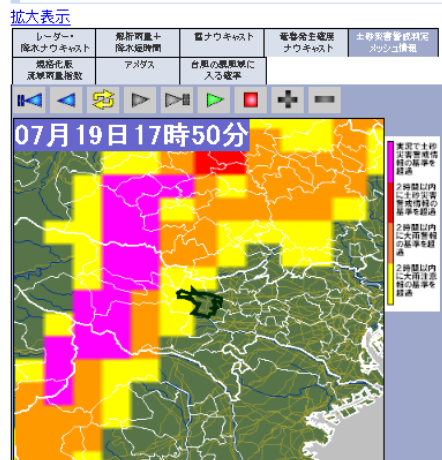 拡大表示
レーダー・
降水ナウキャスト
解析雨量+
降水短時間
雷ナウキャスト
竜巻発生確度
ナウキャスト
土砂災害警戒判定
メッシュ情報
規格化版
流域雨量指数
アメダス
台風の暴風域に
入る確率
07月19日17時50分
実況で土砂
災害警戒情
報の基準を
超過
2時間以内
に土砂災害
警戒情報の
基準を超過
2時間以内
に大雨警報
の基準を超
過
2時間以内
に大雨注意
報の基準を
超過